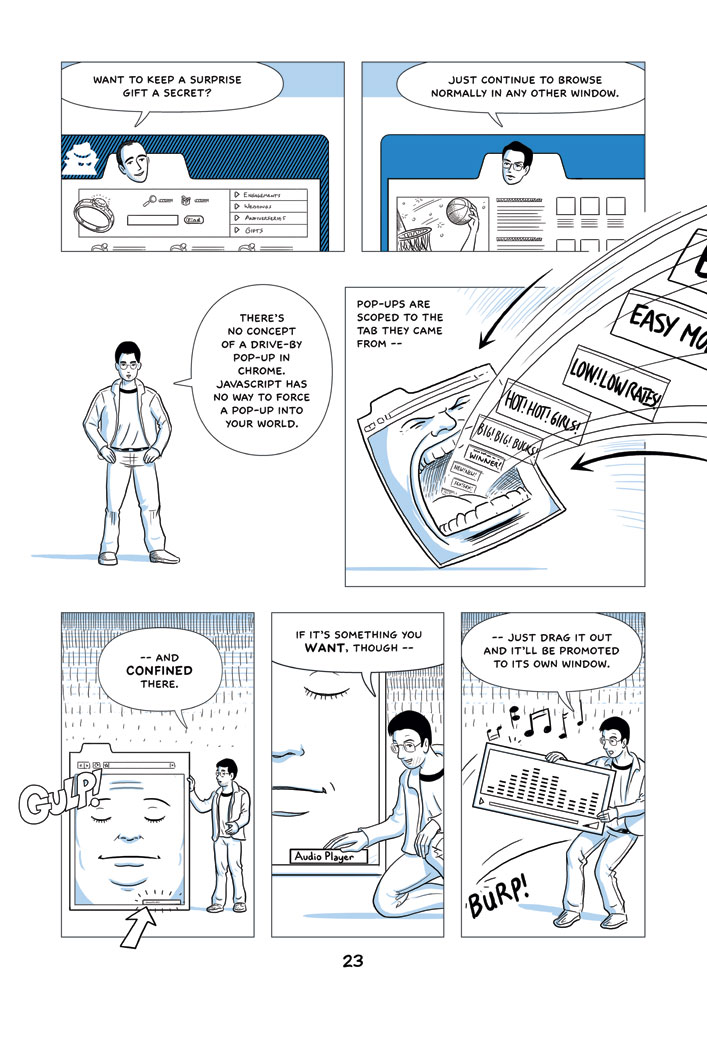 WANT TO KEEP A SURPRISE
GIFT A SECRET?
JUST CONTINUE TO BROWSE
NORMALLY IN ANY OTHER WINDOW.
Find
ENGAGEMENTS
WEDDINGS
ANNIVERSARIES
GIFTS
THERE'S
NO CONCEPT
OF A DRIVE-BY
POP-UP IN
CHROME.
JAVASCRIPT HAS
NO WAY TO FORCE
A POP-UP INTO
YOUR WORLD.
POP-UPS ARE
SCOPED TO THE
TAB THEY CAME
FROM --
EASY MO
LOW! LOW RATES!
HOT! HOT! GIRLS!
BIG! BIG! BUCKS!
WINNER!
-- AND
CONFINED
THERE.
GULP!
IF IT'S SOMETHING YOU
WANT, THOUGH --
Audio Player
-- JUST DRAG IT OUT
AND IT'LL BE PROMOTED
TO ITS OWN WINDOW.
BURP!
23